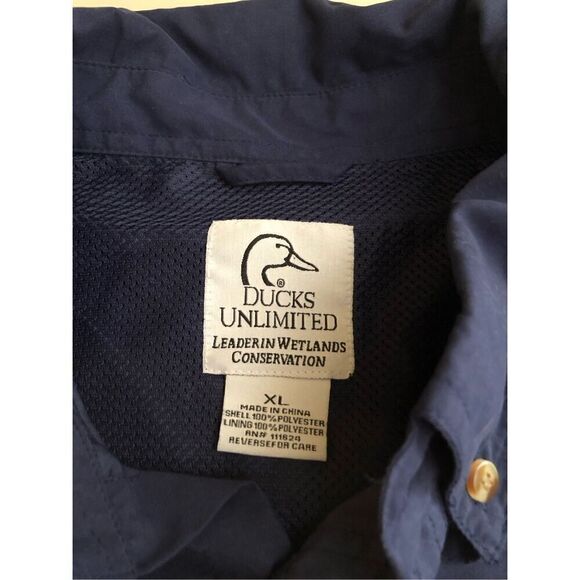 ®
DUCKS
UNLIMITED
LEADER IN WETLANDS
CONSERVATION
XL
MADE IN CHINA
SHELL 100% POLYESTER
LINING 100% POLYESTER
RN# 111624
REVERSE FOR CARE